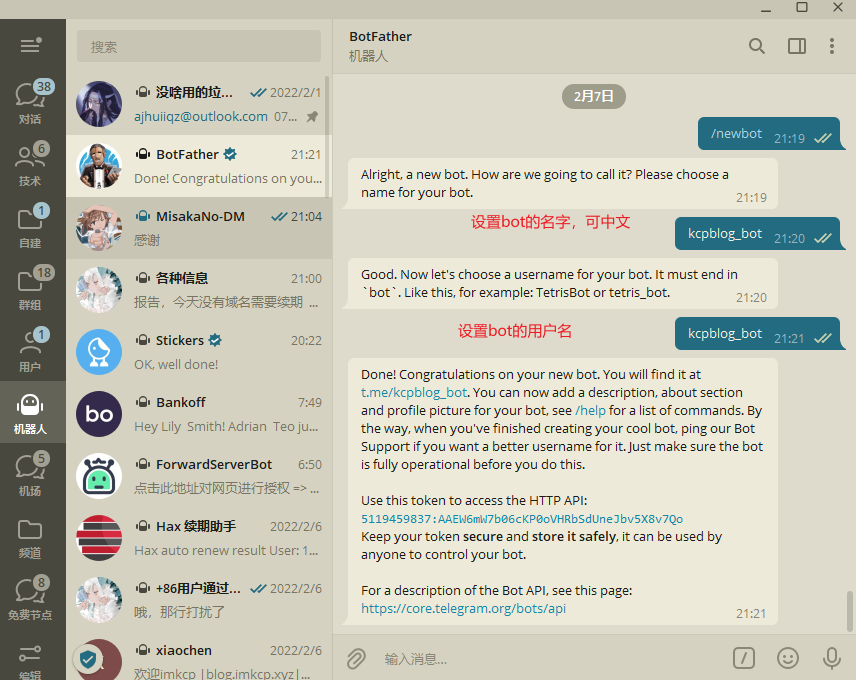 搜索
BotFather
机器人
38
对话
6
技术
1
自建
18
群组
1
用户
机器人
5
机场
频道
8
免费节点
编辑
没啥用的垃... 2022/2/1
ajhuiiqz@outlook.com 07...
BotFather 21:21
Done! Congratulations on you...
MisakaNo-DM 21:04
感谢
各种信息 21:00
报告，今天没有域名需要续期 ...
Stickers 20:22
OK, well done!
Bankoff 7:49
bo
Hey Lily Smith! Adrian Teo ju...
ForwardServerBot 6:50
点击此地址对网页进行授权 => ...
Hax 续期助手 2022/2/6
Hax auto renew result User: 1...
+86用户通过... 2022/2/6
哦，那行打扰了
xiaochen 2022/2/6
欢迎imkcp |blog.imkcp.xyz|...
2月7日
/newbot 21:19
Alright, a new bot. How are we going to call it? Please choose a
name for your bot.
21:19
设置bot的名字，可中文
kcpblog_bot 21:20
Good. Now let's choose a username for your bot. It must end in
`bot`. Like this, for example: TetrisBot or tetris_bot.
21:20
设置bot的用户名
kcpblog_bot 21:21
Done! Congratulations on your new bot. You will find it at
t.me/kcpblog_bot. You can now add a description, about section
and profile picture for your bot, see /help for a list of commands. By
the way, when you've finished creating your cool bot, ping our Bot
Support if you want a better username for it. Just make sure the bot
is fully operational before you do this.
Use this token to access the HTTP API:
5119459837:AAEW6mW7b06cKP0oVHRbSdUneJbv5X8v7Qo
Keep your token secure and store it safely, it can be used by
anyone to control your bot.
For a description of the Bot API, see this page:
https://core.telegram.org/bots/api
21:21
输入消息...